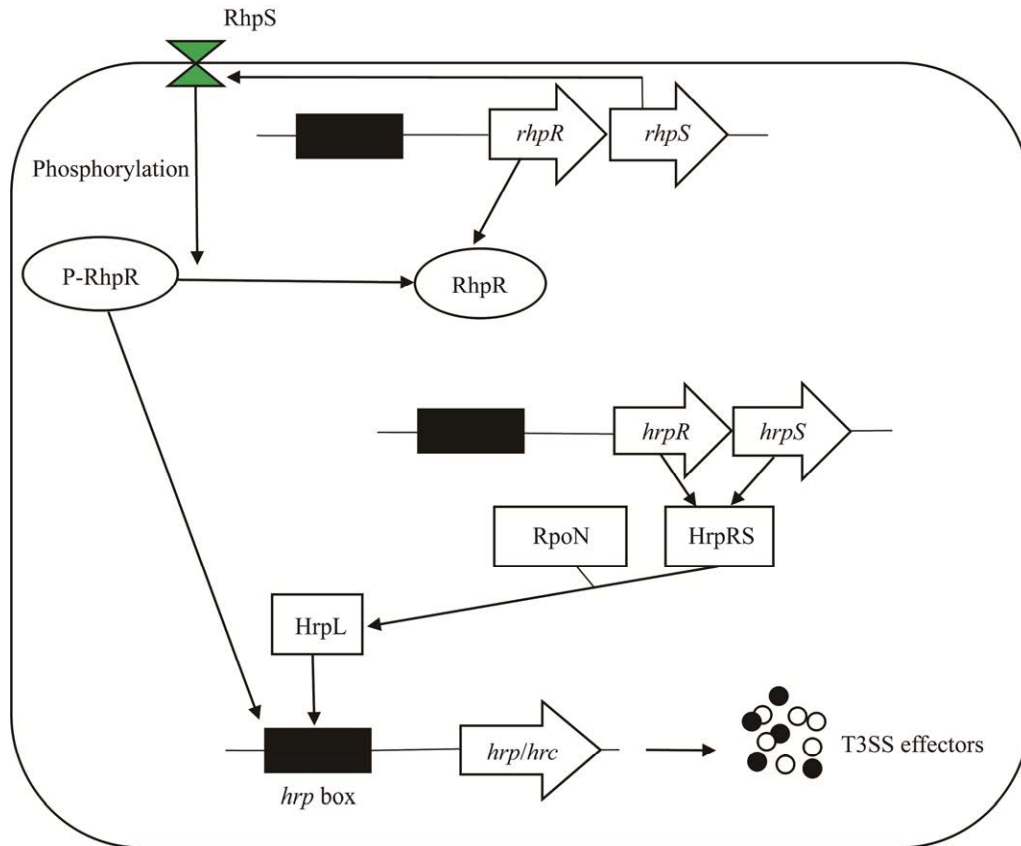 RhpS
rhpR
rhpS
Phosphorylation
P-RhpR
RhpR
hrpR
hrpS
RpoN
HrpRS
HrpL
hrp/hrc
T3SS effectors
hrp box